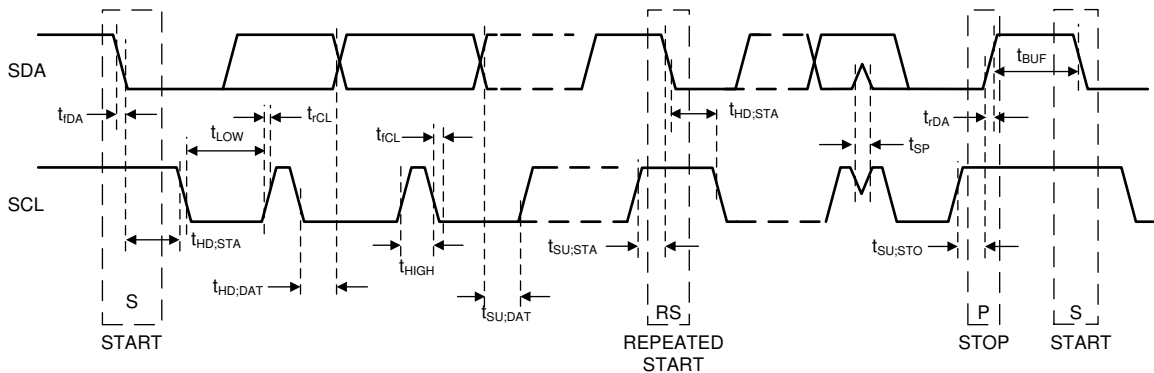 SDA
t_fDA
t_LOW
t_rCL
t_fCL
t_HD;STA
t_BUF
t_rDA
t_SP
SCL
t_HD;STA
t_HD;DAT
t_HIGH
t_SU;DAT
t_SU;STA
t_SU;STO
S
RS
P
S
START
REPEATED
START
STOP
START